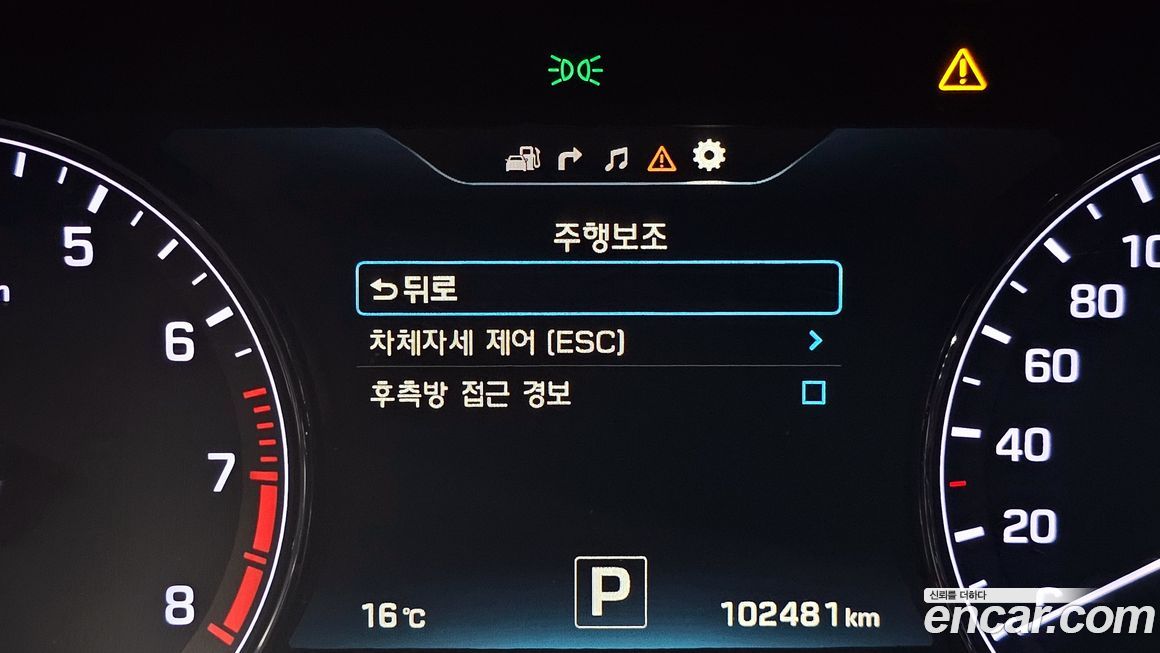 주행보조
뒤로
차체자세 제어 (ESC)
후측방 접근 경보
5
6
7
8
100
80
60
40
20
P
16℃
102481km
신뢰를 더하다
encar.com